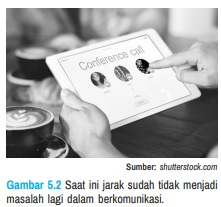 Conference call
Sumber: shutterstock.com
Gambar 5.2 Saat ini jarak sudah tidak menjadi
masalah lagi dalam berkomunikasi.